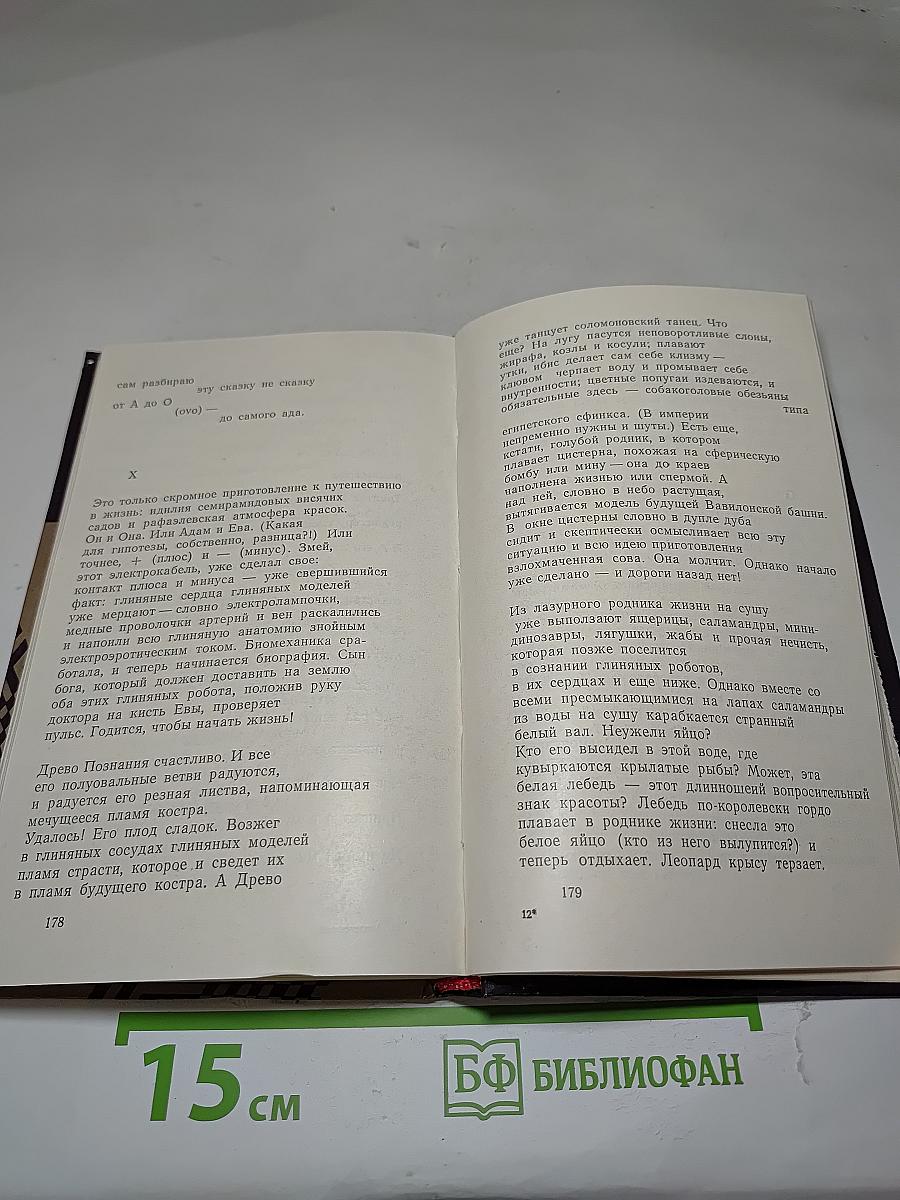 сам разбираю
эту сказку не сказку
от А до О
(ovo) —
до самого ада.
X
Это только скромное приготовление к путешествию
в жизнь: идилия семирамидовых висячих
садов и рафаэлевская атмосфера красок.
Он и Она. Или Адам и Ева. (Какая
для гипотезы, собственно, разница?!) Или
точнее, + (плюс) и — (минус). Змей,
этот электрокабель, уже сделал свое:
контакт плюса и минуса — уже свершившийся
факт: глиняные сердца глиняных моделей
уже мерцают — словно электролампочки,
медные проволочки артерий и вен раскалились
и напоили всю глиняную анатомию знойным
электроэротическим током. Биомеханика сра-
ботала, и теперь начинается биография. Сын
бога, который должен доставить на землю
оба этих глиняных робота, положив руку
доктора на кисть Евы, проверяет
пульс. Годится, чтобы начать жизнь!
Древо Познания счастливо. И все
его полуовальные ветви радуются,
и радуется его резная листва, напоминающая
мечущееся пламя костра.
Удалось! Его плод сладок. Возжег
в глиняных сосудах глиняных моделей
пламя страсти, которое и сведет их
в пламя будущего костра. А Древо
178
уже танцует соломоновский танец. Что
еще? На лугу пасутся неповоротливые слоны,
жирафа, козлы и косули; плавают
утки, ибис делает сам себе клизму —
клювом черпает воду и промывает себе
внутренности; цветные попугаи издеваются, и
обязательные здесь — собакоголовые обезьяны
типа
египетского сфинкса. (В империи
непременно нужны и шуты.) Есть еще,
кстати, голубой родник, в котором
плавает цистерна, похожая на сферическую
бомбу или мину — она до краев
наполнена жизнью или спермой. А
над ней, словно в небо растущая,
вытягивается модель будущей Вавилонской башни.
В окне цистерны словно в дупле дуба
сидит и скептически осмысливает всю эту
ситуацию и всю идею приготовления
взлохмаченная сова. Она молчит. Однако начало
уже сделано — и дороги назад нет!
Из лазурного родника жизни на сушу
уже выползают ящерицы, саламандры, мини-
динозавры, лягушки, жабы и прочая нечисть,
которая позже поселится
в сознании глиняных роботов,
в их сердцах и еще ниже. Однако вместе со
всеми пресмыкающимися на лапах саламандры
из воды на сушу карабкается странный
белый вал. Неужели яйцо?
Кто его высидел в этой воде, где
кувыркаются крылатые рыбы? Может, эта
белая лебедь — этот длинношеий вопросительный
знак красоты? Лебедь по-королевски гордо
плавает в роднике жизни: снесла это
белое яйцо (кто из него вылупится?) и
теперь отдыхает. Леопард крысу терзает.
179
12*
15 см
БФ БИБЛИОФАН